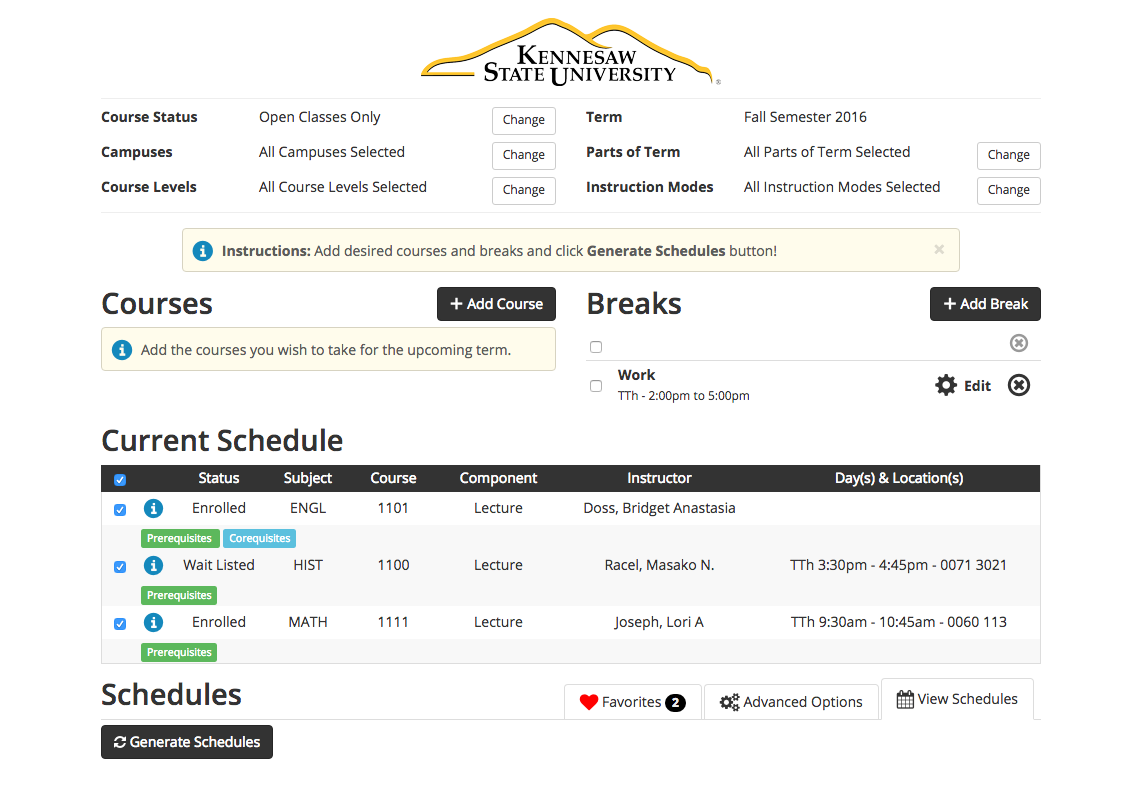 KENNESAW
STATE UNIVERSITY ®
Course Status Open Classes Only Change Term Fall Semester 2016
Campuses All Campuses Selected Change Parts of Term All Parts of Term Selected Change
Course Levels All Course Levels Selected Change Instruction Modes All Instruction Modes Selected Change
Instructions: Add desired courses and breaks and click Generate Schedules button! ×
Courses + Add Course
Add the courses you wish to take for the upcoming term.
Breaks + Add Break
Work
TTh - 2:00pm to 5:00pm
Edit
Current Schedule
Status Subject Course Component Instructor Day(s) & Location(s)
Enrolled ENGL 1101 Lecture Doss, Bridget Anastasia
Prerequisites Corequisites
Wait Listed HIST 1100 Lecture Racel, Masako N. TTh 3:30pm - 4:45pm - 0071 3021
Prerequisites
Enrolled MATH 1111 Lecture Joseph, Lori A TTh 9:30am - 10:45am - 0060 113
Prerequisites
Schedules
Favorites 2 Advanced Options View Schedules
Generate Schedules